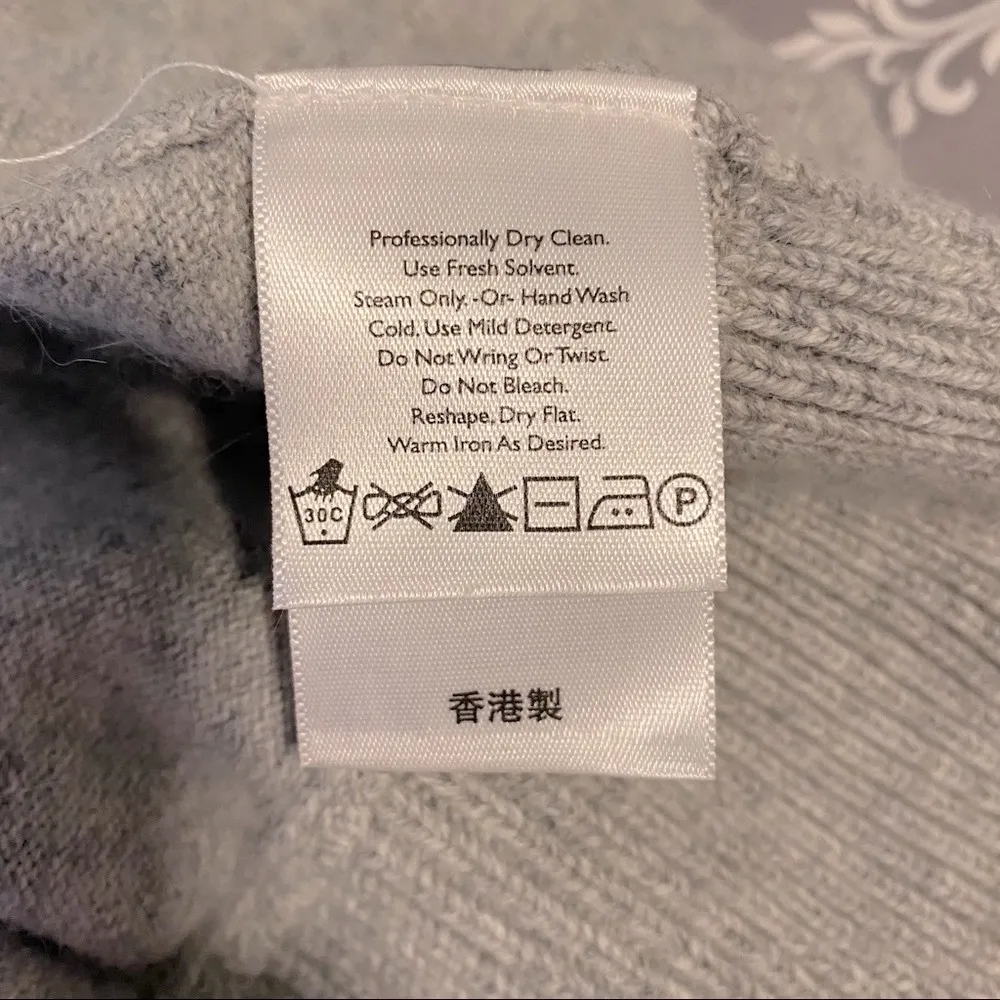 Professionally Dry Clean.
Use Fresh Solvent.
Steam Only. -Or- Hand Wash
Cold. Use Mild Detergent.
Do Not Wring Or Twist.
Do Not Bleach.
Reshape, Dry Flat.
Warm Iron As Desired.
30C P
香港製